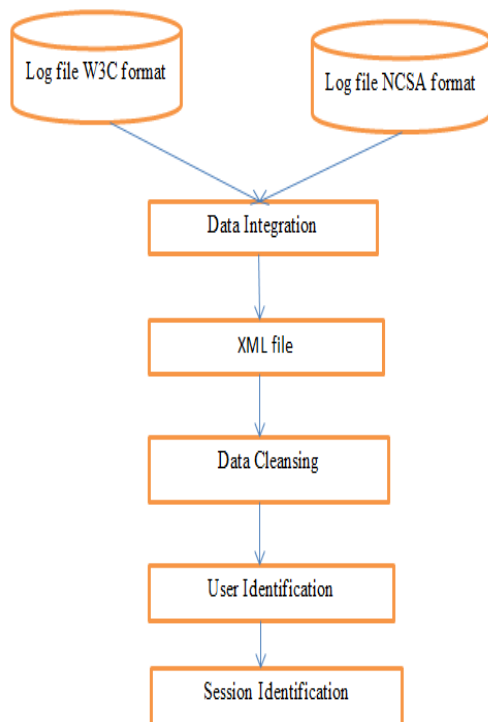 Log file W3C format
Log file NCSA format
Data Integration
XML file
Data Cleansing
User Identification
Session Identification